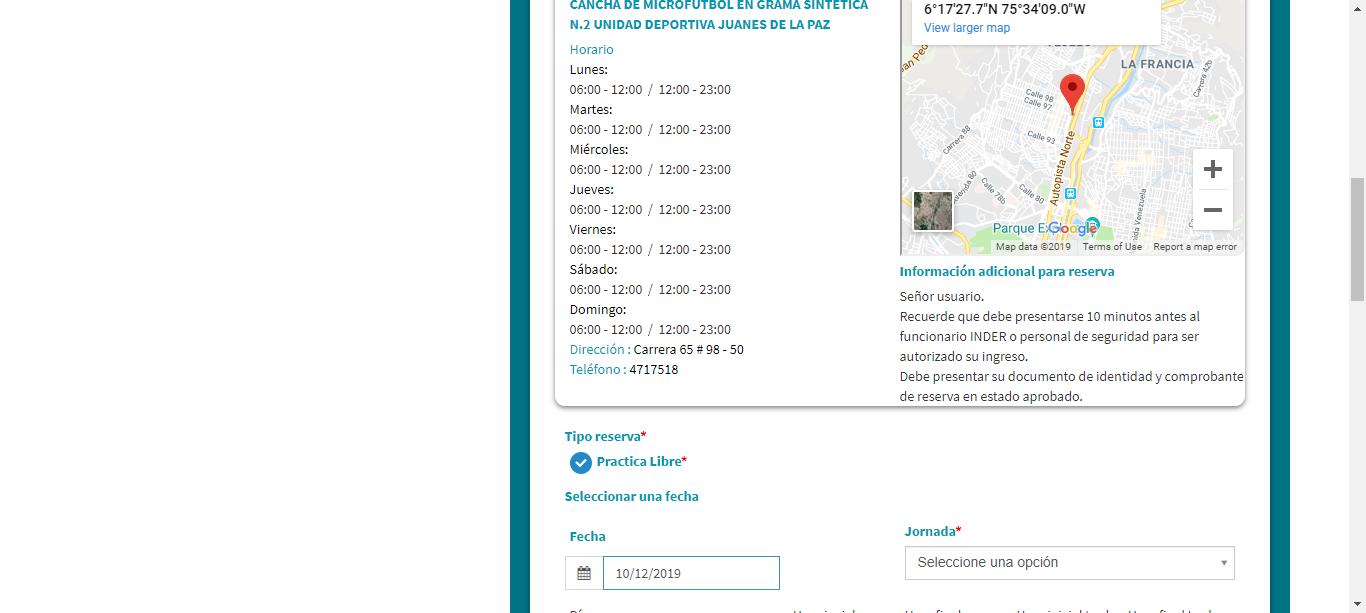 CANCHA DE MICROFUTBOL EN GRAMA SINTETICA
N.2 UNIDAD DEPORTIVA JUANES DE LA PAZ
Horario
Lunes:
06:00 - 12:00 / 12:00 - 23:00
Martes:
06:00 - 12:00 / 12:00 - 23:00
Miércoles:
06:00 - 12:00 / 12:00 - 23:00
Jueves:
06:00 - 12:00 / 12:00 - 23:00
Viernes:
06:00 - 12:00 / 12:00 - 23:00
Sábado:
06:00 - 12:00 / 12:00 - 23:00
Domingo:
06:00 - 12:00 / 12:00 - 23:00
Dirección : Carrera 65 # 98 - 50
Teléfono : 4717518
6°17'27.7"N 75°34'09.0"W
View larger map
LA FRANCIA
Carrera 42b
Calle 98
Calle 97
Carrera 88
Calle 93
Autopista Norte
Calle 80
Calle 78b
Parque E
Google
Map data ©2019 Terms of Use Report a map error
Información adicional para reserva
Señor usuario.
Recuerde que debe presentarse 10 minutos antes al
funcionario INDER o personal de seguridad para ser
autorizado su ingreso.
Debe presentar su documento de identidad y comprobante
de reserva en estado aprobado.
Tipo reserva*
Practica Libre*
Seleccionar una fecha
Fecha
10/12/2019
Jornada*
Seleccione una opción